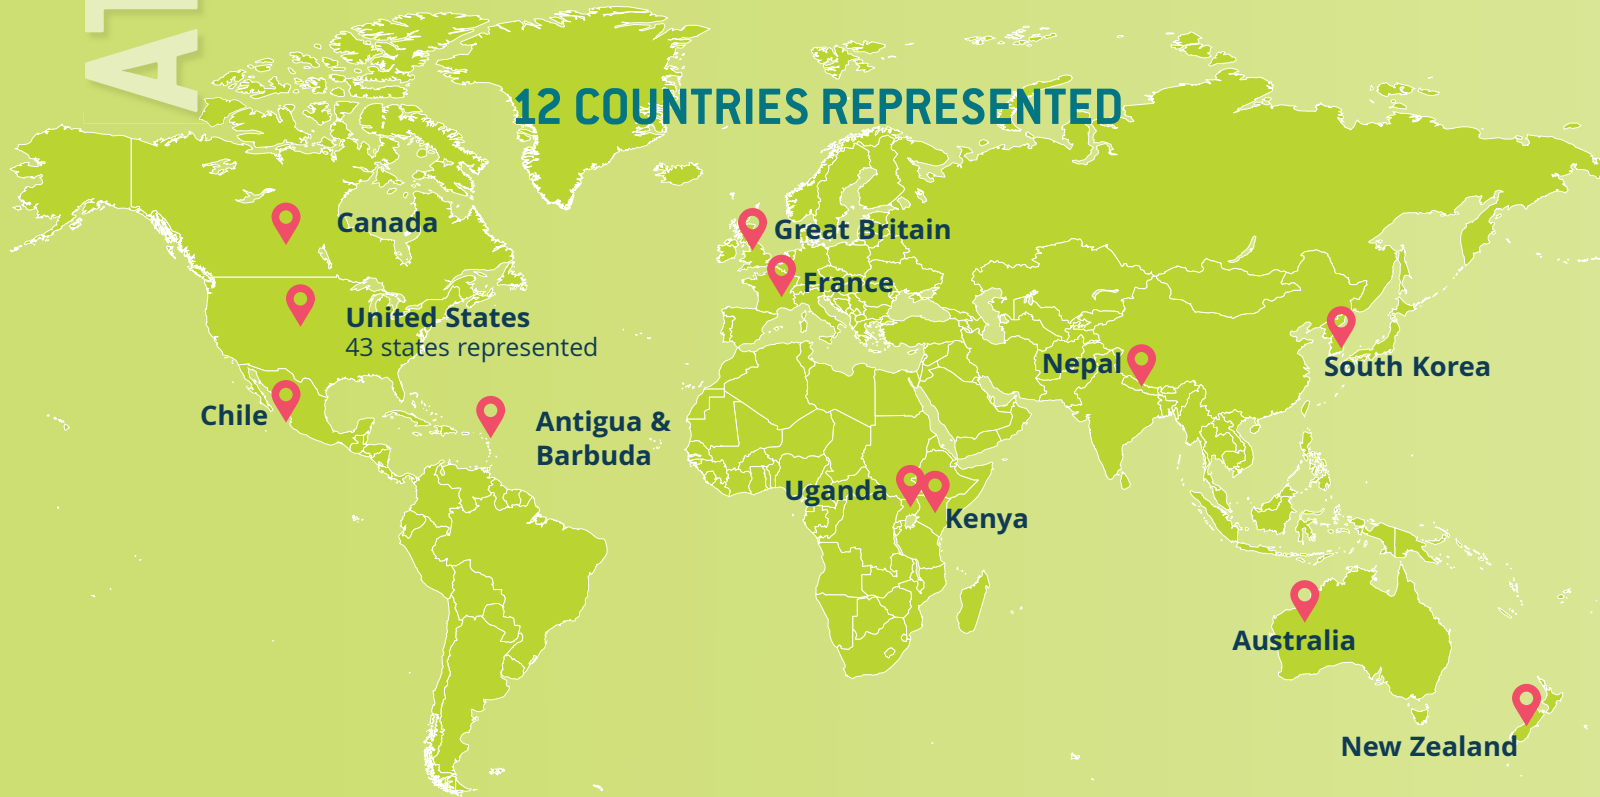 12 COUNTRIES REPRESENTED
Canada
Great Britain
France
United States
43 states represented
Nepal
South Korea
Chile
Antigua &
Barbuda
Uganda
Kenya
Australia
New Zealand